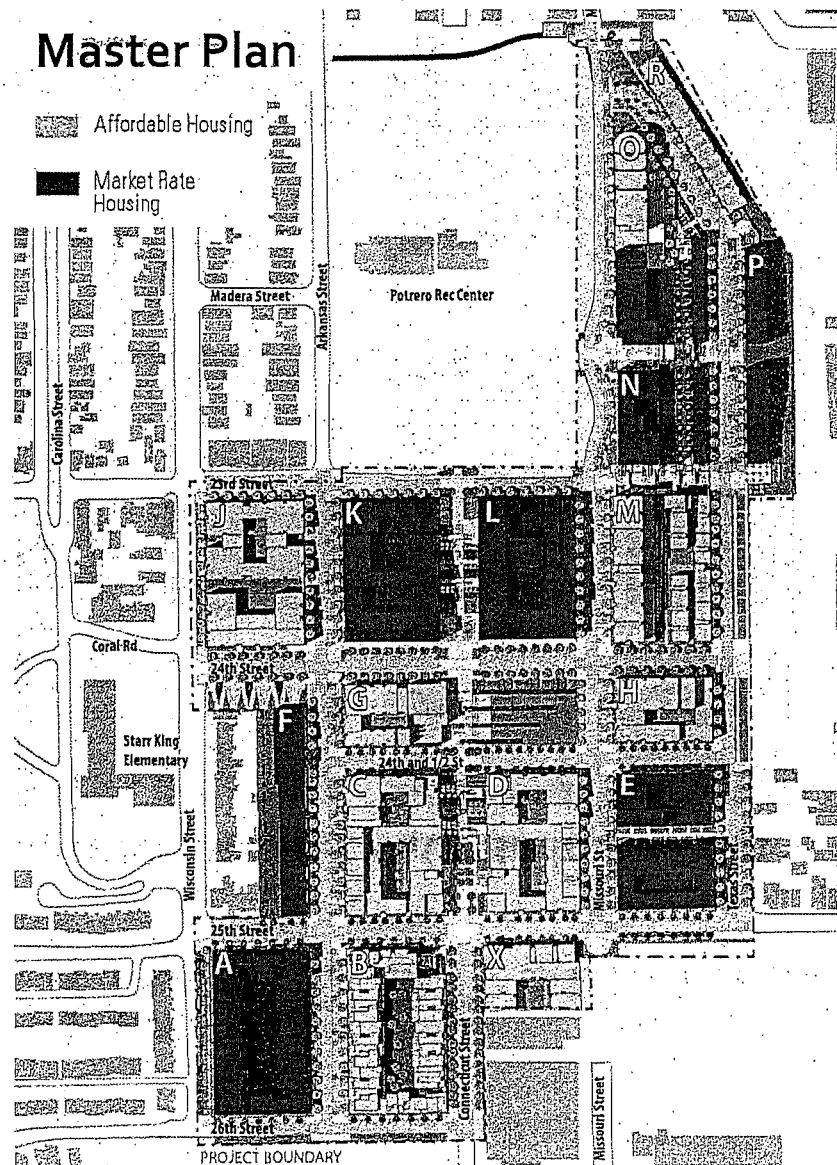 Master Plan
Affordable Housing
Market Rate
Housing
R
O
P
Madera Street
Arkansas Street
Potrero Rec Center
Carolina Street
N
23rd Street
J
K
L
M
Coral Rd
24th Street
G
H
F
Starr King
Elementary
24th and 1/2 St
C
D
E
Wisconsin Street
Missouri St
Texas Street
25th Street
A
B
X
Connecticut Street
Missouri Street
26th Street
PROJECT BOUNDARY